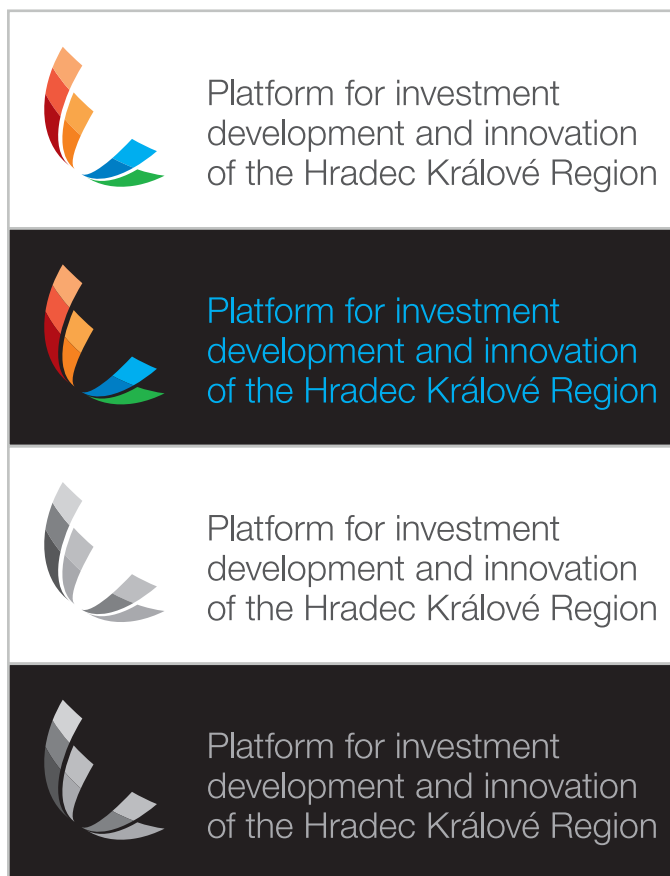 Platform for investment
development and innovation
of the Hradec Králové Region
Platform for investment
development and innovation
of the Hradec Králové Region
Platform for investment
development and innovation
of the Hradec Králové Region
Platform for investment
development and innovation
of the Hradec Králové Region